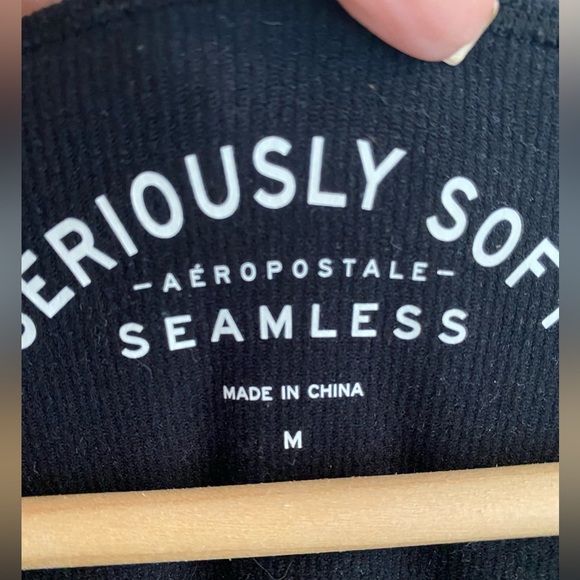 SERIOUSLY SOFT
–AÉROPOSTALE–
SEAMLESS
MADE IN CHINA
M